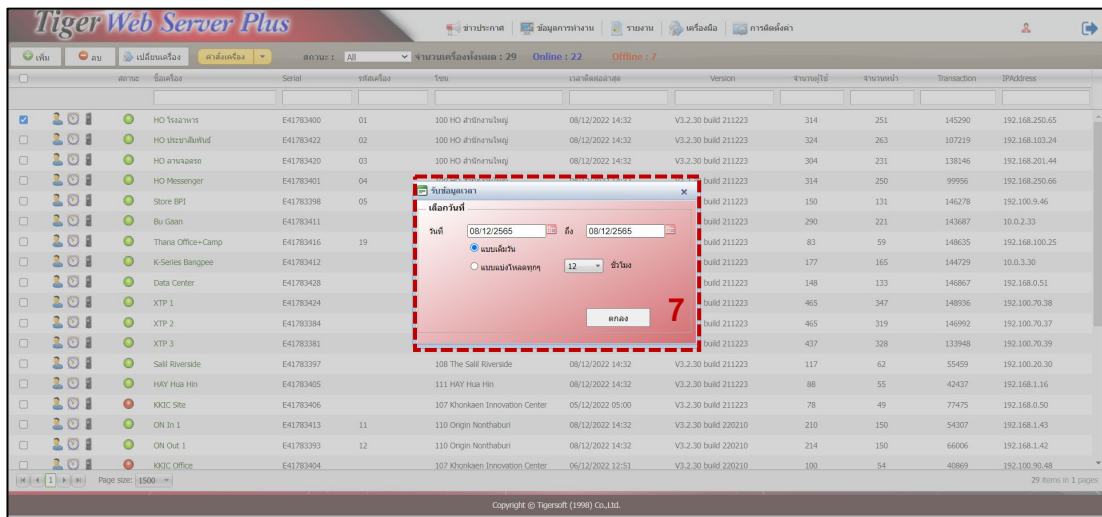 Tiger Web Server Plus
ข่าวประกาศ ข้อมูลการทำงาน รายงาน เครื่องมือ การตั้งค่า
เพิ่ม ลบ เปลี่ยนเครื่อง คำสั่งเครื่อง สถานะ : All จำนวนเครื่องทั้งหมด : 29 Online : 22 Offline : 7
สถานะ ชื่อเครื่อง Serial รหัสเครื่อง โซน เวลาติดต่อล่าสุด Version จำนวนผู้ใช้ จำนวนหน้า Transaction IPAddress
HO โรงอาหาร E41783400 01 100 HO สำนักงานใหญ่ 08/12/2022 14:32 V3.2.30 build 211223 314 251 145290 192.168.250.65
HO ประชาสัมพันธ์ E41783422 02 100 HO สำนักงานใหญ่ 08/12/2022 14:32 V3.2.30 build 211223 324 263 107219 192.168.103.24
HO ลานจอดรถ E41783420 03 100 HO สำนักงานใหญ่ 08/12/2022 14:32 V3.2.30 build 211223 304 231 138146 192.168.201.44
HO Messenger E41783401 04 build 211223 314 250 99956 192.168.250.66
รับข้อมูลเวลา
Store BPI E41783398 05 build 211223 150 131 146278 192.100.9.46
เลือกวันที่
Bu Gaan E41783411 build 211223 290 221 143687 10.0.2.33
วันที่ 08/12/2565 ถึง 08/12/2565
Thana Office+Camp E41783416 19 build 211223 83 59 148635 192.168.100.25
แบบเต็มวัน
K-Series Bangpee E41783412 build 211223 177 165 144729 10.0.3.30
แบบแบ่งโหลดทุกๆ 12 ชั่วโมง
Data Center E41783428 build 211223 148 133 146867 192.168.0.51
XTP 1 E41783424 build 211223 465 347 148936 192.100.70.38
ตกลง 7
XTP 2 E41783384 build 211223 465 319 146992 192.100.70.37
XTP 3 E41783381 build 211223 437 328 133948 192.100.70.39
Salil Riverside E41783397 108 The Salil Riverside 08/12/2022 14:32 V3.2.30 build 211223 117 62 55459 192.100.20.30
HAY Hua Hin E41783405 111 HAY Hua Hin 08/12/2022 14:32 V3.2.30 build 211223 88 55 42437 192.168.1.16
KKIC Site E41783406 107 Khonkaen Innovation Center 05/12/2022 05:00 V3.2.30 build 211223 78 49 77475 192.168.0.50
ON In 1 E41783413 11 110 Origin Nonthaburi 08/12/2022 14:32 V3.2.30 build 220210 210 150 54307 192.168.1.43
ON Out 1 E41783393 12 110 Origin Nonthaburi 08/12/2022 14:32 V3.2.30 build 220210 214 150 66006 192.168.1.42
KKIC Office E41783404 107 Khonkaen Innovation Center 06/12/2022 12:51 V3.2.30 build 220210 100 54 40869 192.100.90.48
1 Page size: 1500 29 items in 1 pages
Copyright © Tigersoft (1998) Co.,Ltd.